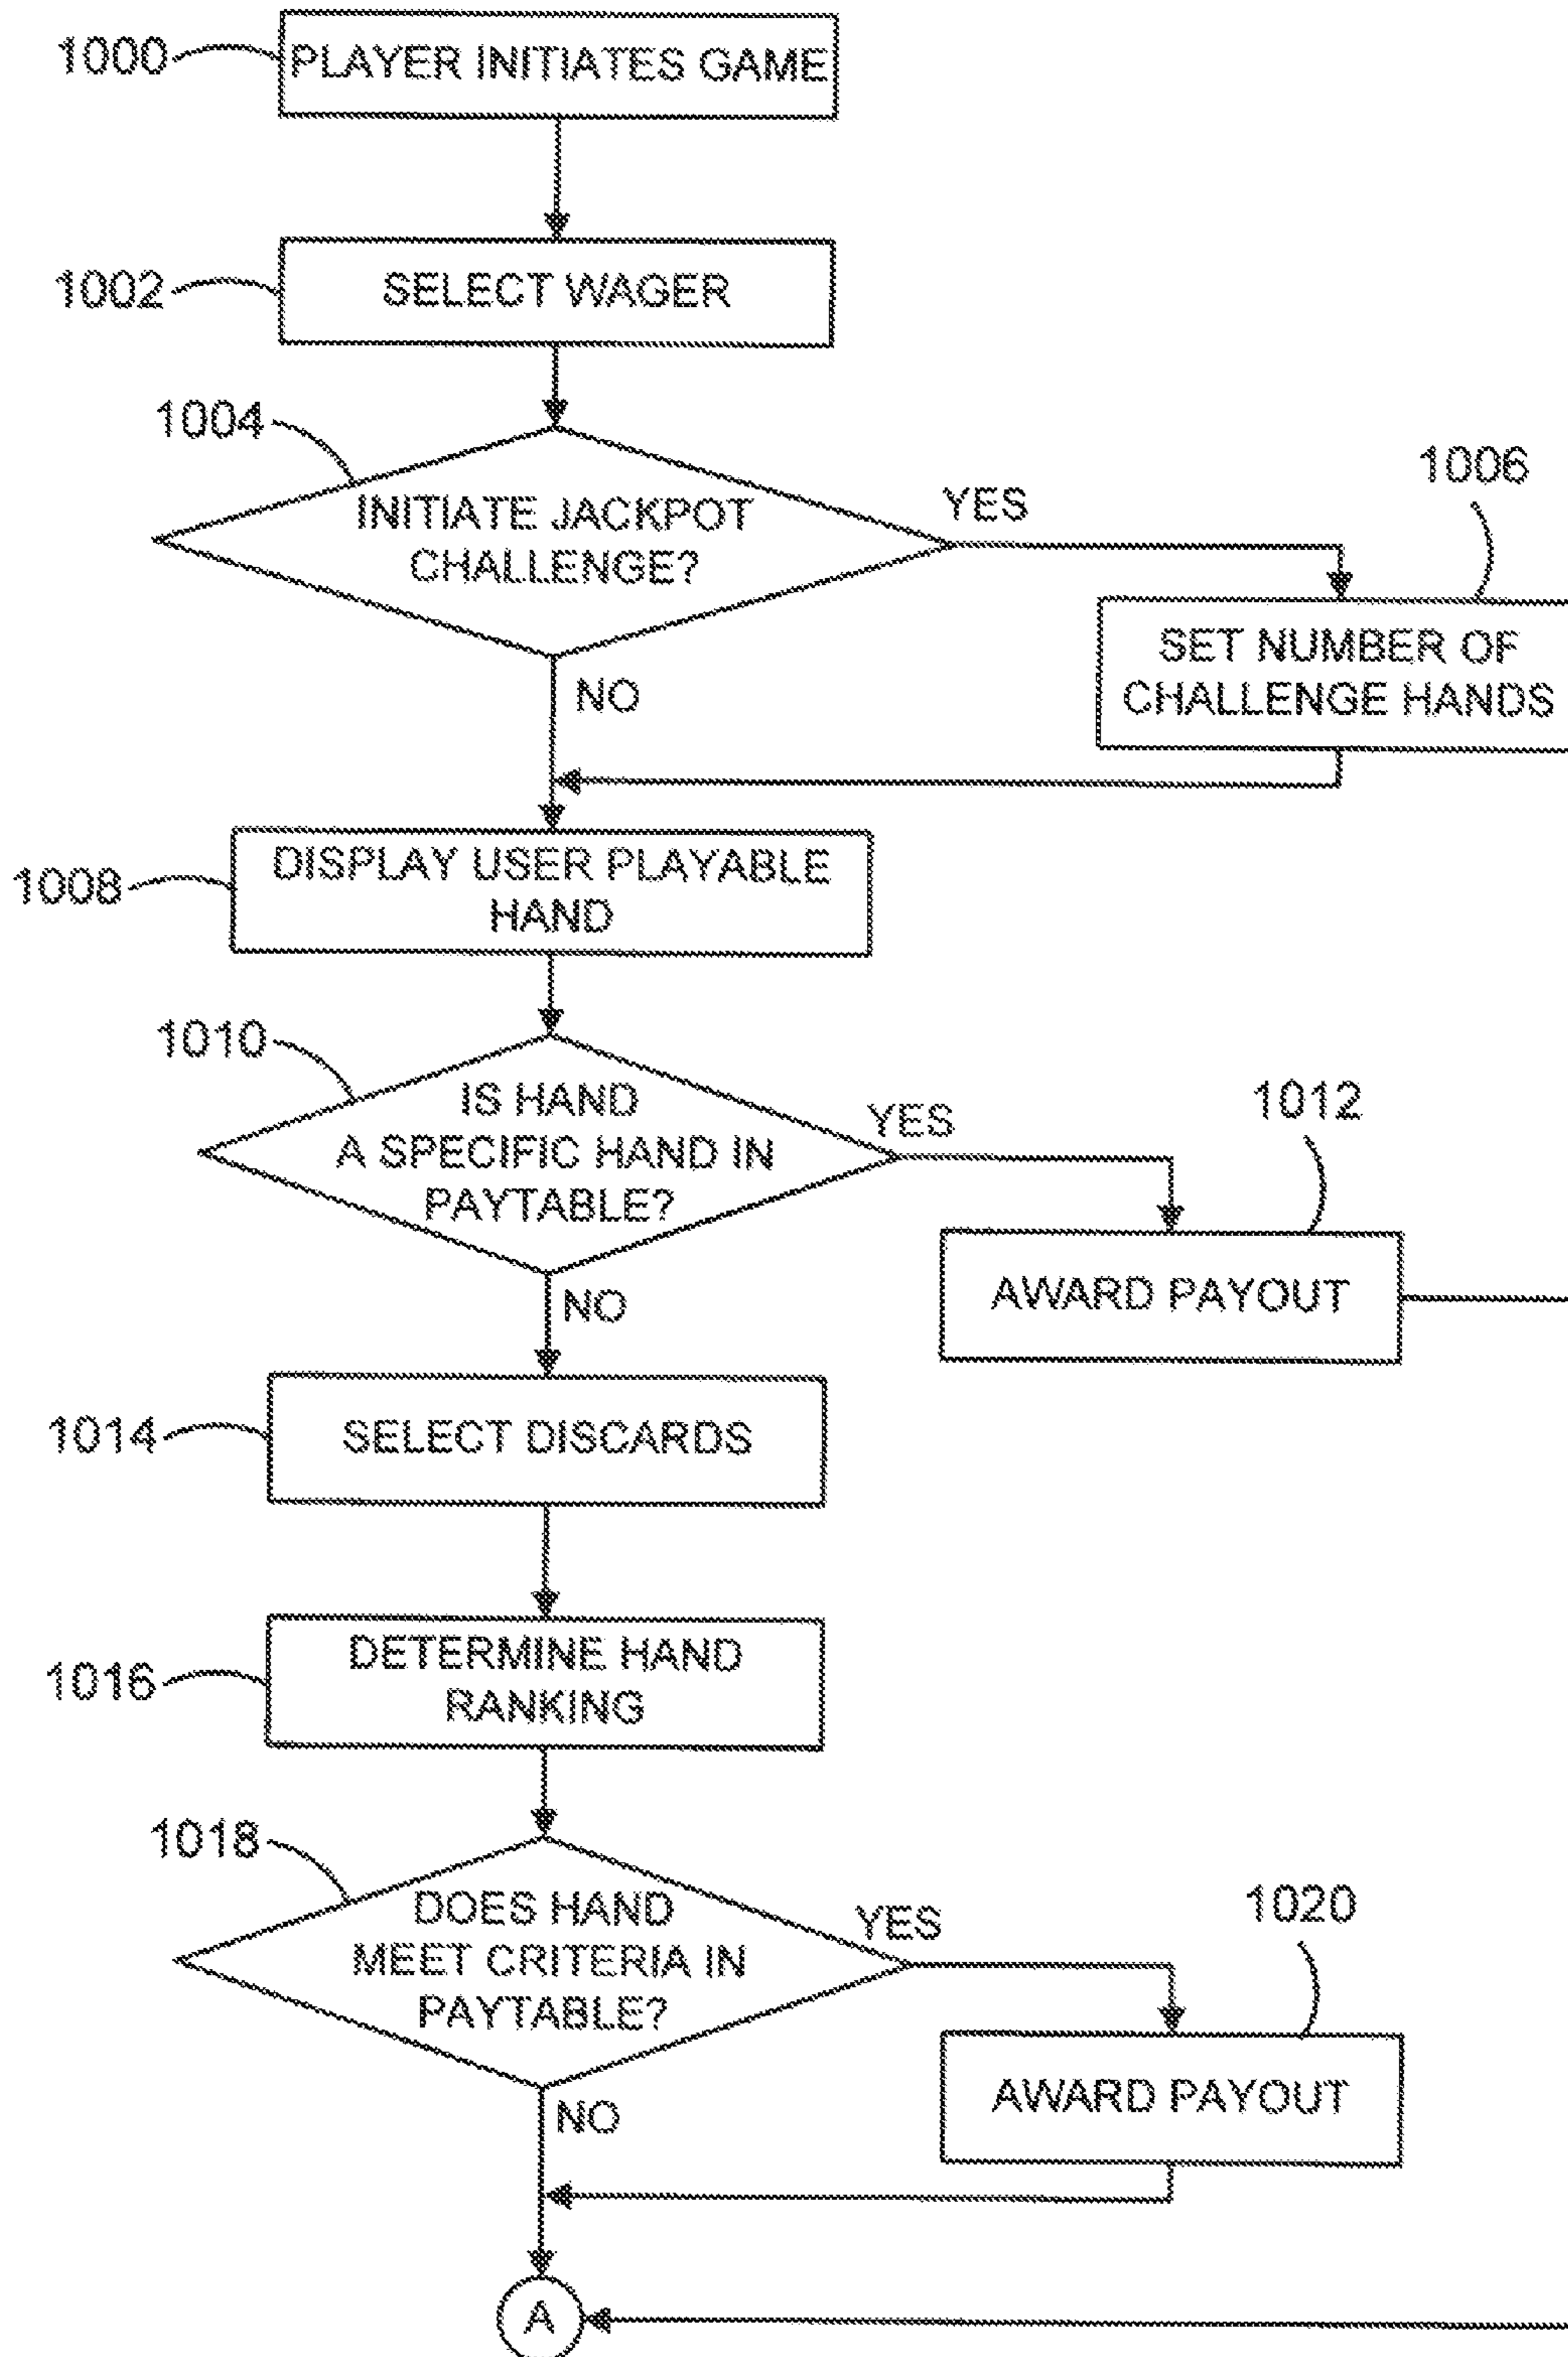 1000
PLAYER INITIATES GAME
1002
SELECT WAGER
1004
INITIATE JACKPOT
CHALLENGE?
YES
1006
SET NUMBER OF
CHALLENGE HANDS
NO
1008
DISPLAY USER PLAYABLE
HAND
1010
IS HAND
A SPECIFIC HAND IN
PAYTABLE?
YES
1012
AWARD PAYOUT
NO
1014
SELECT DISCARDS
1016
DETERMINE HAND
RANKING
1018
DOES HAND
MEET CRITERIA IN
PAYTABLE?
YES
1020
AWARD PAYOUT
NO
A